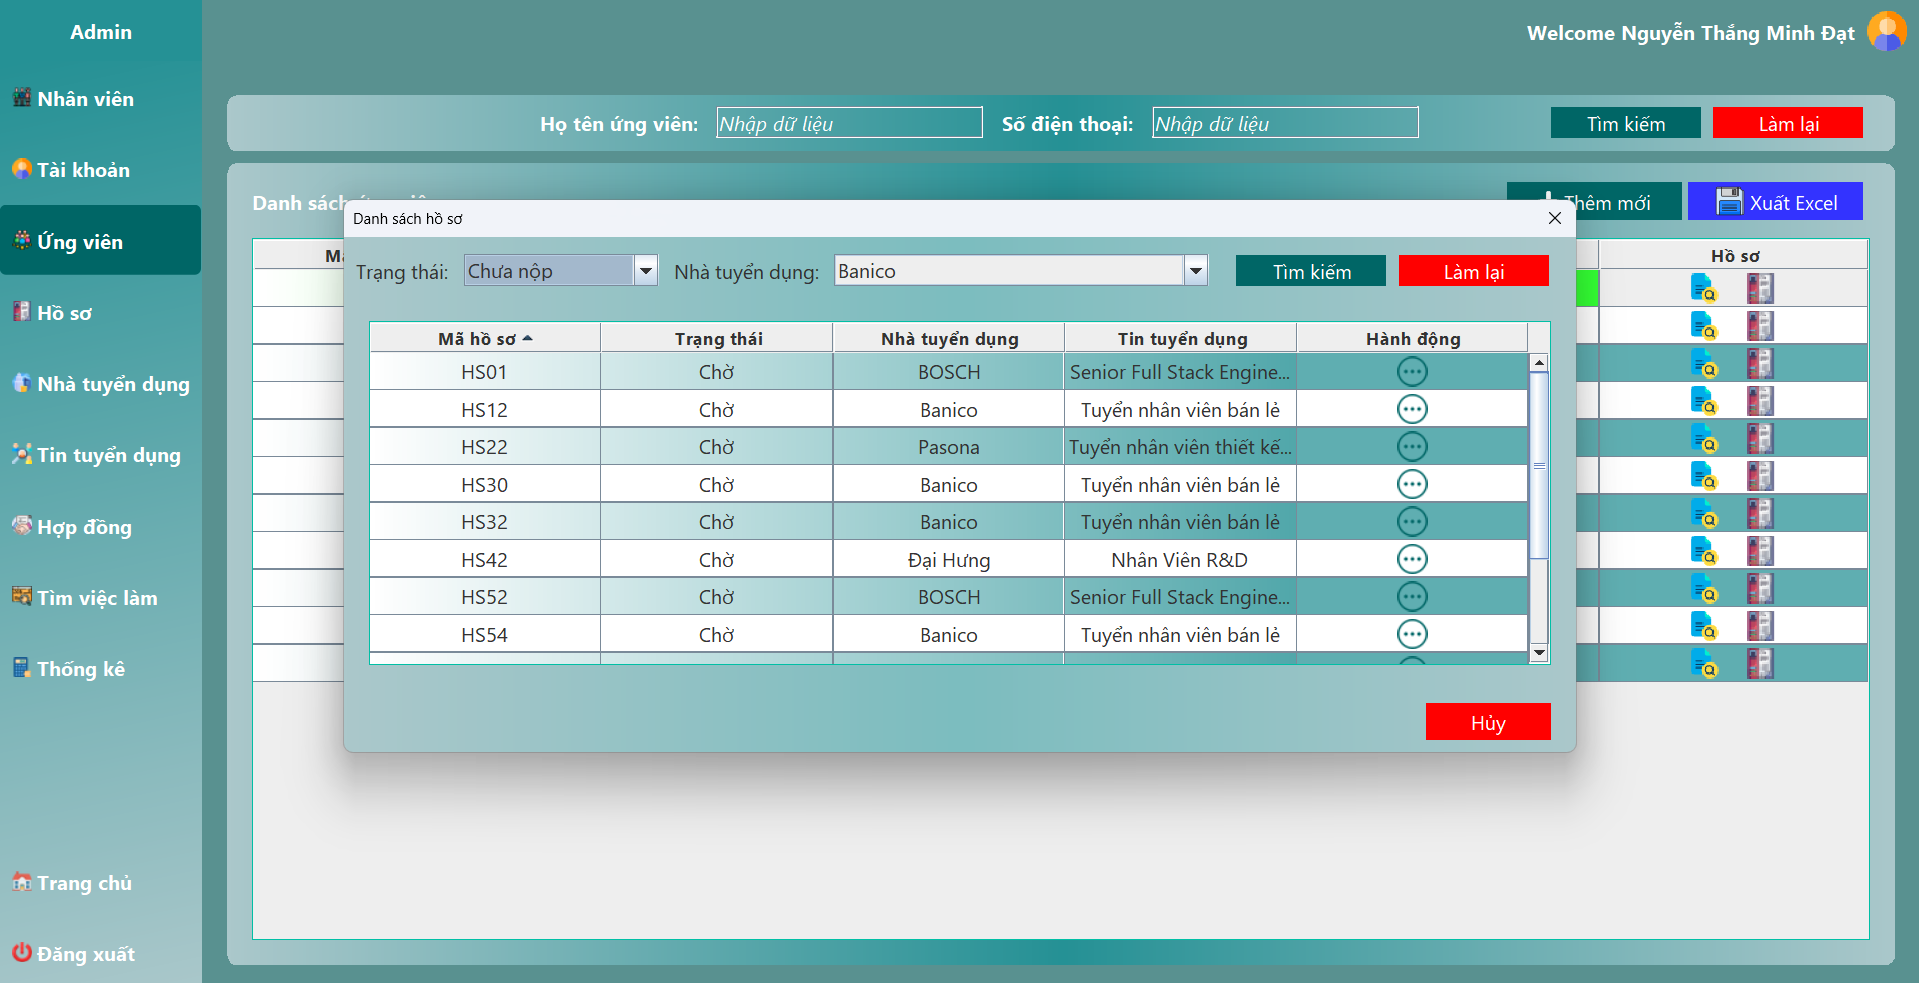 Admin
Welcome Nguyễn Thắng Minh Đạt
Nhân viên
Tài khoản
Ứng viên
Hồ sơ
Nhà tuyển dụng
Tin tuyển dụng
Hợp đồng
Tìm việc làm
Thống kê
Trang chủ
Đăng xuất
Họ tên ứng viên: Nhập dữ liệu Số điện thoại: Nhập dữ liệu Tìm kiếm Làm lại
Danh sách Thêm mới Xuất Excel
Hồ sơ
Danh sách hồ sơ
Trạng thái: Chưa nộp Nhà tuyển dụng: Banico Tìm kiếm Làm lại
Mã hồ sơ Trạng thái Nhà tuyển dụng Tin tuyển dụng Hành động
HS01 Chờ BOSCH Senior Full Stack Engine...
HS12 Chờ Banico Tuyển nhân viên bán lẻ
HS22 Chờ Pasona Tuyển nhân viên thiết kế...
HS30 Chờ Banico Tuyển nhân viên bán lẻ
HS32 Chờ Banico Tuyển nhân viên bán lẻ
HS42 Chờ Đại Hưng Nhân Viên R&D
HS52 Chờ BOSCH Senior Full Stack Engine...
HS54 Chờ Banico Tuyển nhân viên bán lẻ
Hủy